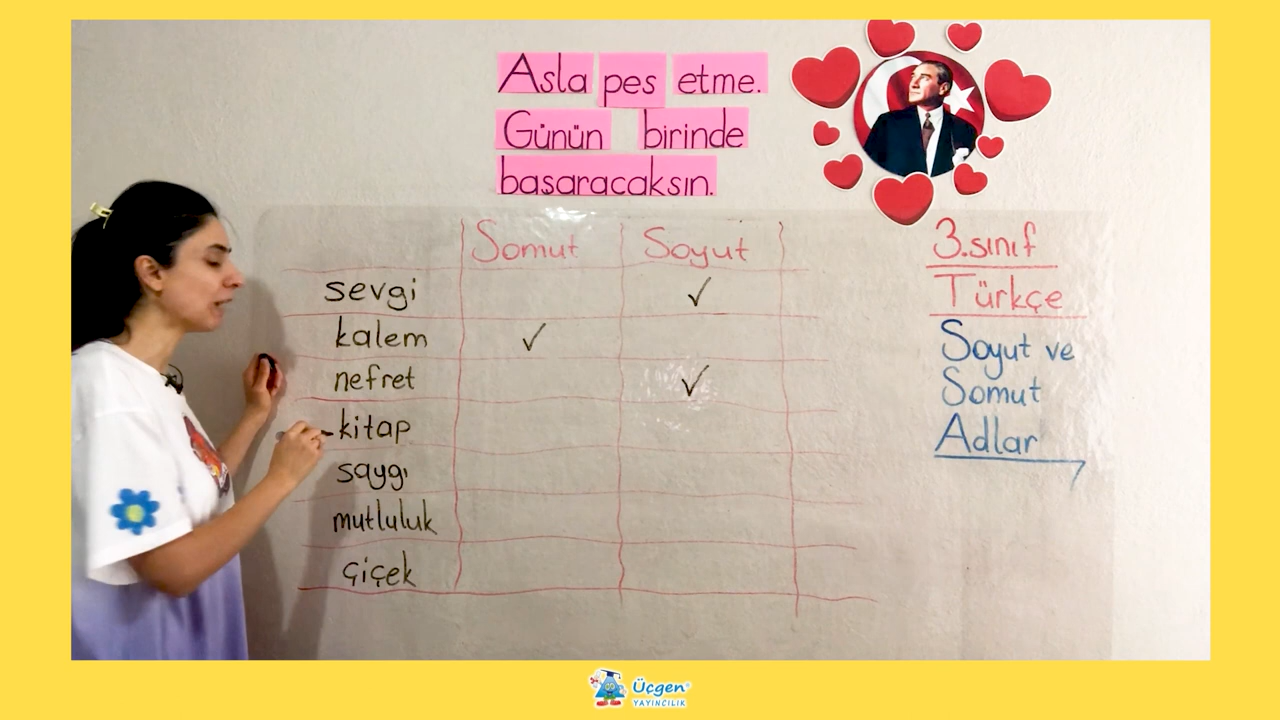 Asla pes etme.
Günün birinde
başaracaksın.
Somut Soyut
sevgi ✓
kalem ✓
nefret ✓
kitap
saygı
mutluluk
çiçek
3.sınıf
Türkçe
Soyut ve
Somut
Adlar
Üçgen
YAYINCILIK